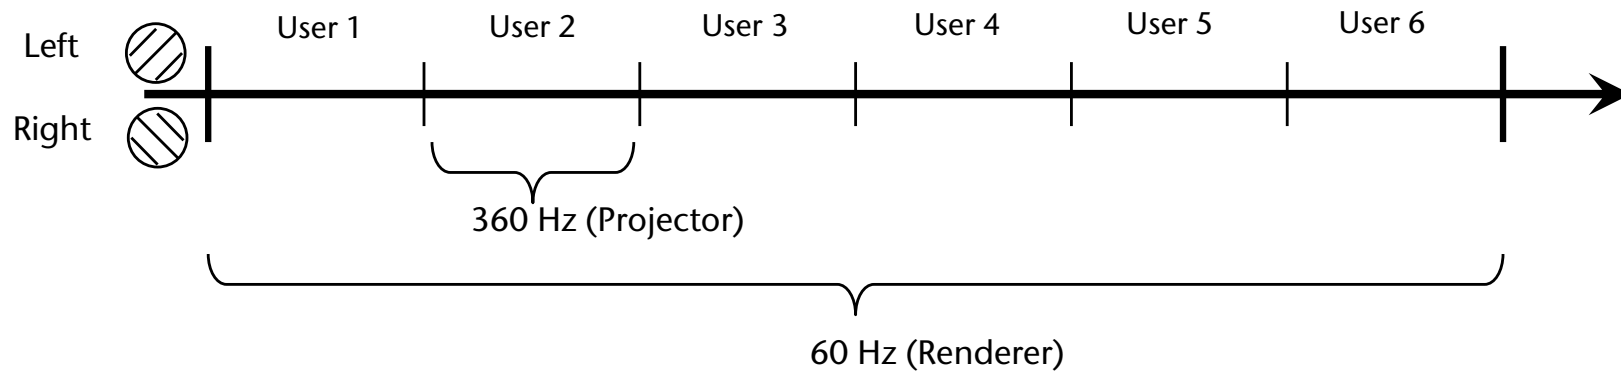 Left
Right
User 1
User 2
User 3
User 4
User 5
User 6
360 Hz (Projector)
60 Hz (Renderer)